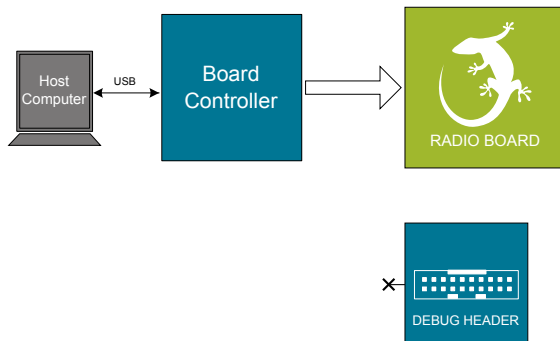 Host
Computer
USB
Board
Controller
RADIO BOARD
DEBUG HEADER